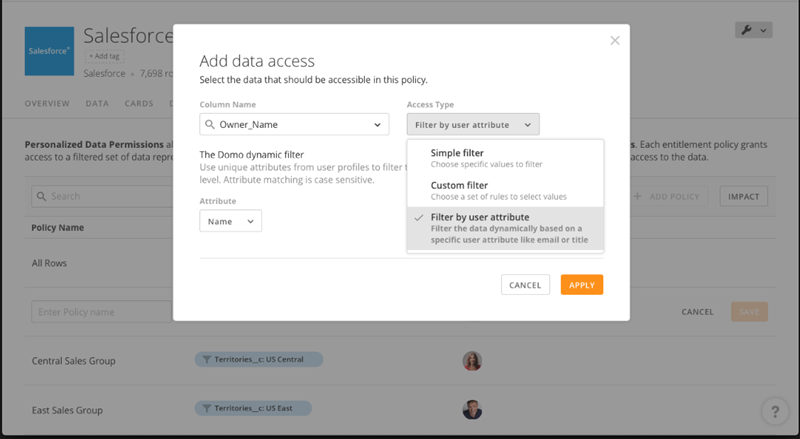 Salesforce
Salesforce
+ Add tag
Salesforce • 7,698 ro
OVERVIEW DATA CARDS D
Add data access
Select the data that should be accessible in this policy.
Column Name Access Type
Owner_Name Filter by user attribute
Simple filter
Choose specific values to filter
Custom filter
Choose a set of rules to select values
Filter by user attribute
Filter the data dynamically based on a
specific user attribute like email or title
The Domo dynamic filter
Use unique attributes from user profiles to filter t
level. Attribute matching is case sensitive.
Attribute
Name
CANCEL APPLY
Personalized Data Permissions al s. Each entitlement policy grants
access to a filtered set of data repr access to the data.
Search + ADD POLICY IMPACT
Policy Name
All Rows
Enter Policy name CANCEL SAVE
Central Sales Group Territories__c: US Central
East Sales Group Territories__c: US East
?